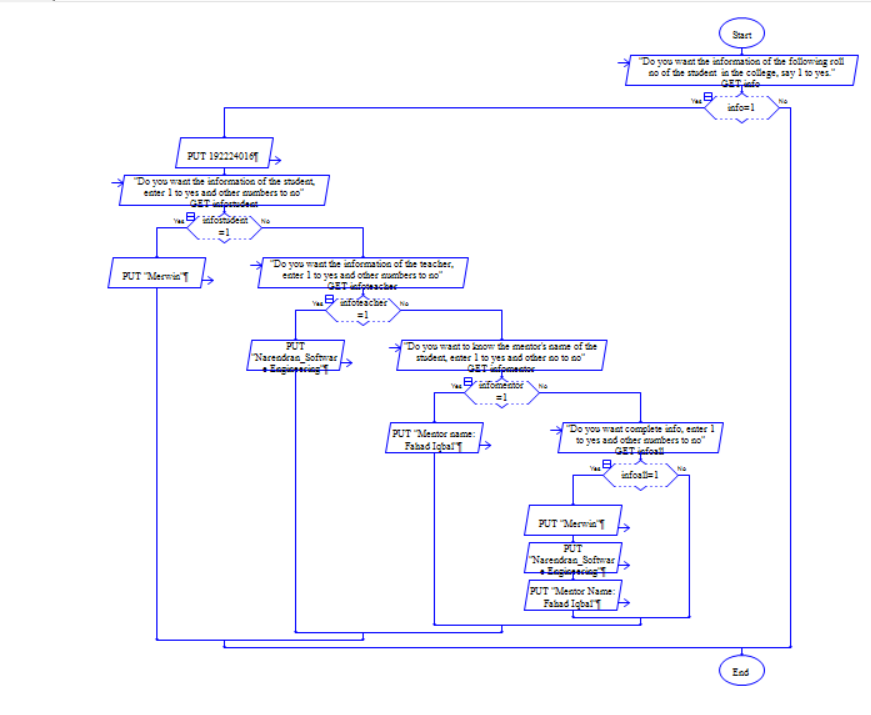 Start
"Do you want the information of the following roll
no of the student in the college, say 1 to yes."
GET info
Yes
info=1
No
PUT 192224016¶
"Do you want the information of the student,
enter 1 to yes and other numbers to no"
GET infostudent
Yes
infostudent
=1
No
PUT "Merwin"¶
"Do you want the information of the teacher,
enter 1 to yes and other numbers to no"
GET infoteacher
Yes
infoteacher
=1
No
PUT
"Narendran_Softwar
e Engineering"¶
"Do you want to know the mentor's name of the
student, enter 1 to yes and other no to no"
GET infomentor
Yes
infomentor
=1
No
PUT "Mentor name:
Fahad Iqbal"¶
"Do you want complete info, enter 1
to yes and other numbers to no"
GET infoall
Yes
infoall=1
No
PUT "Merwin"¶
PUT
"Narendran_Softwar
e Engineering"¶
PUT "Mentor Name:
Fahad Iqbal"¶
End